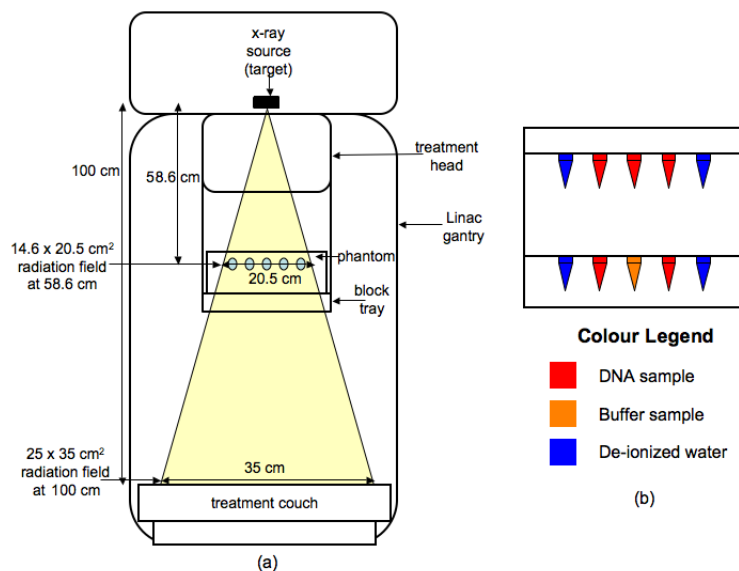 x-ray
source
(target)
100 cm
58.6 cm
treatment
head
Linac
gantry
14.6 x 20.5 cm²
radiation field
at 58.6 cm
phantom
20.5 cm
block
tray
25 x 35 cm²
radiation field
at 100 cm
35 cm
treatment couch
(a)
Colour Legend
DNA sample
Buffer sample
De-ionized water
(b)